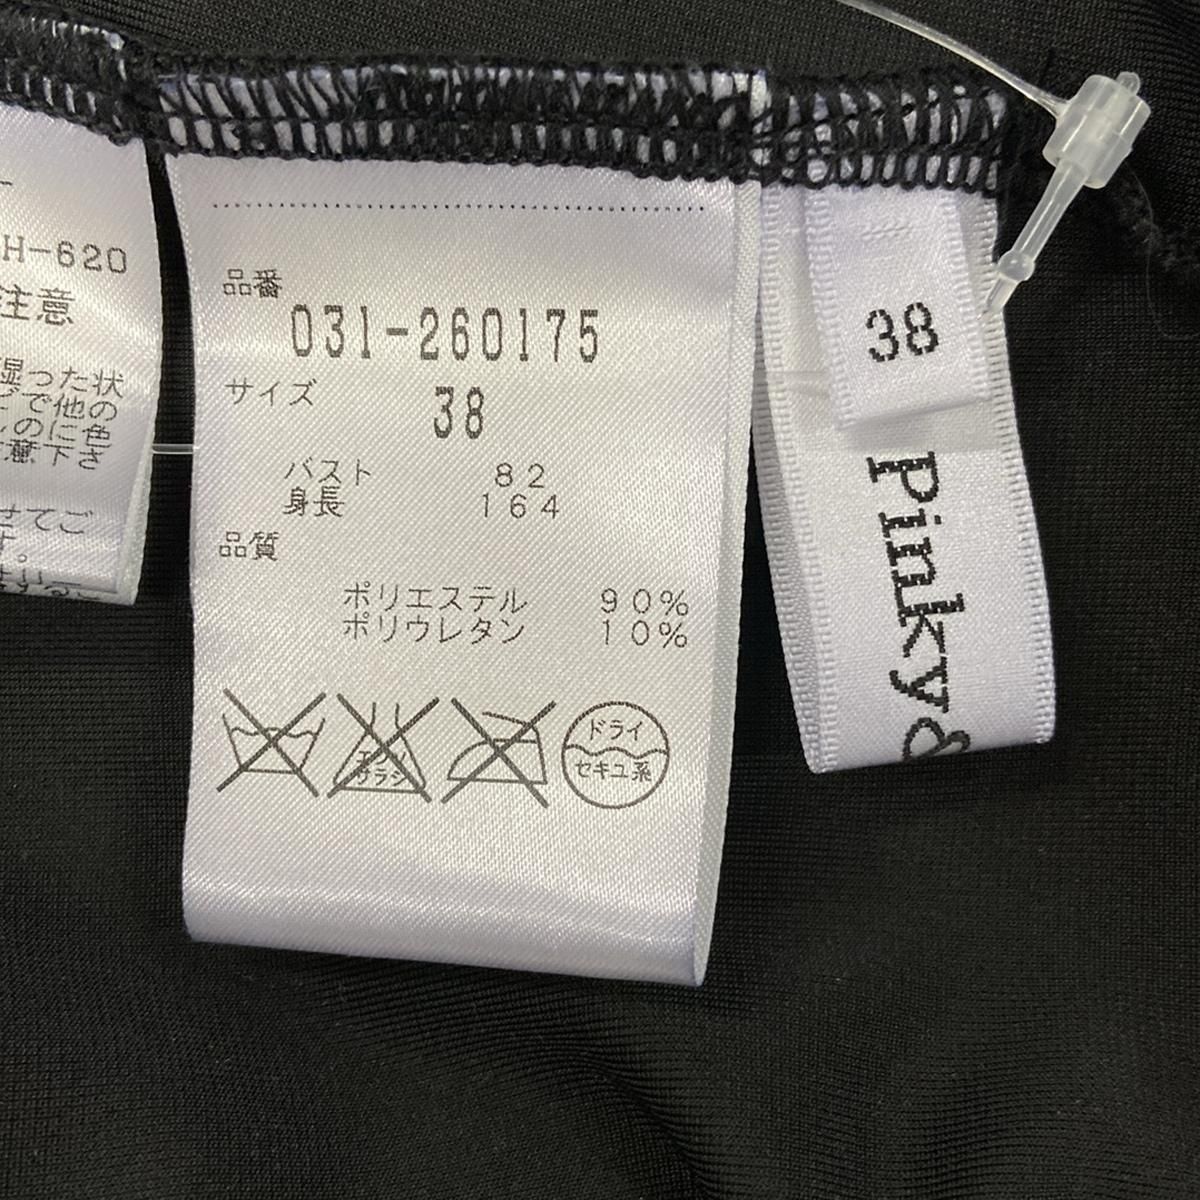 H-620
注意
湿った状
で他の
のに色
意下さ
せてご
す。
品番
031-260175
サイズ
38
バスト 82
身長 164
品質
ポリエステル 90%
ポリウレタン 10%
エンソ
サラシ
ドライ
セキユ系
38
Pinky&